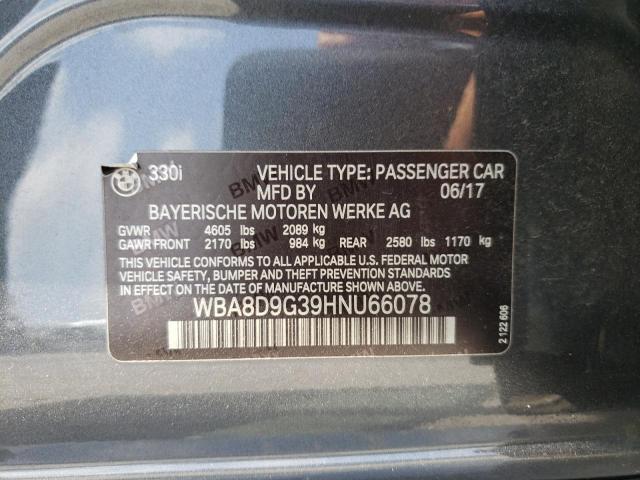 330i VEHICLE TYPE: PASSENGER CAR
MFD BY 06/17
BAYERISCHE MOTOREN WERKE AG
GVWR 4605 lbs 2089 kg
GAWR FRONT 2170 lbs 984 kg REAR 2580 lbs 1170 kg
THIS VEHICLE CONFORMS TO ALL APPLICABLE U.S. FEDERAL MOTOR
VEHICLE SAFETY, BUMPER AND THEFT PREVENTION STANDARDS IN
EFFECT ON THE DATE OF MANUFACTURE SHOWN ABOVE.
WBA8D9G39HNU66078
2 122 606